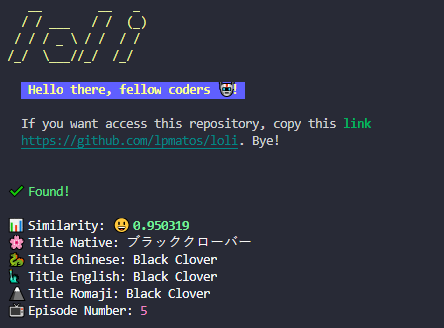 loli
Hello there, fellow coders 🤖!
If you want access this repository, copy this link
https://github.com/lpmatos/loli. Bye!
✔ Found!
📊 Similarity: 😃 0.950319
🌸 Title Native: ブラッククローバー
🐉 Title Chinese: Black Clover
🗽 Title English: Black Clover
🗻 Title Romaji: Black Clover
📺 Episode Number: 5